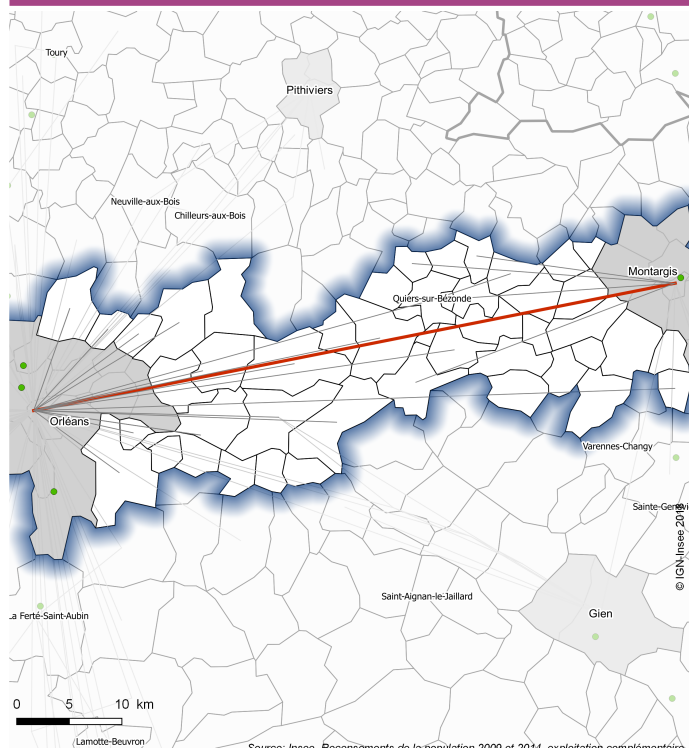 Toury
Pithiviers
Neuville-aux-Bois
Chilleurs-aux-Bois
Montargis
Quiers-sur-Bézonde
Orléans
Varennes-Changy
© IGN-Insee 2018
Saint-Aignan-le-Jaillard
Gien
La Ferté-Saint-Aubin
0 5 10 km
Lamotte-Beuvron
Source: Insee, Recensements de la population 2009 et 2014, exploitation complémentaire